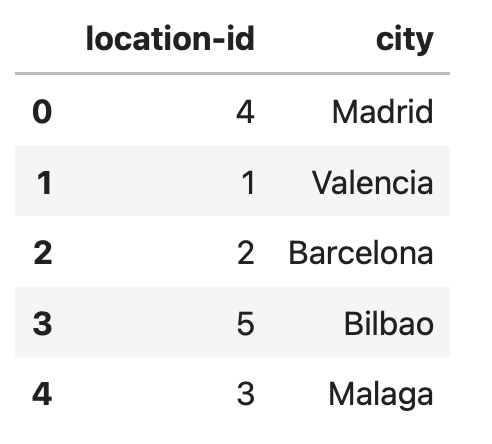 location-id city
0 4 Madrid
1 1 Valencia
2 2 Barcelona
3 5 Bilbao
4 3 Malaga